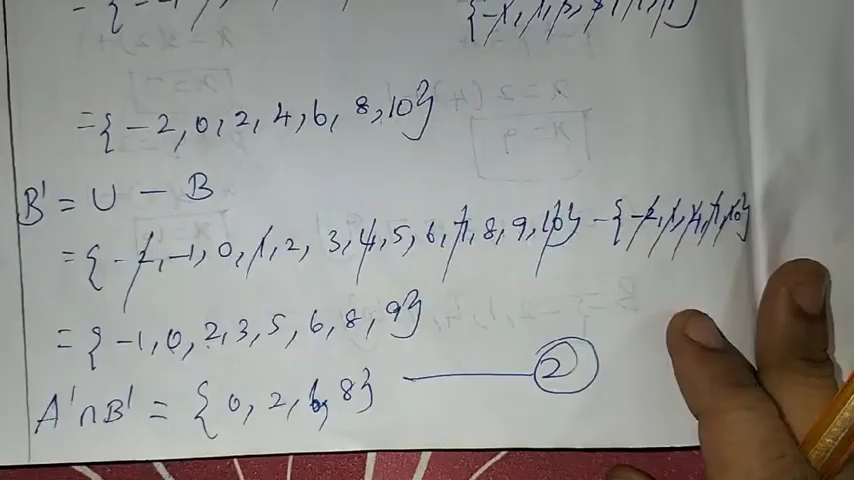 = {-2, 0, 2, 4, 6, 8, 10}
B' = U - B
= {-2, -1, 0, 1, 2, 3, 4, 5, 6, 7, 8, 9, 10} - {-2, 1, 4, 7, 10}
= {-1, 0, 2, 3, 5, 6, 8, 9}
A'∩B' = {0, 2, 6, 8} — 2